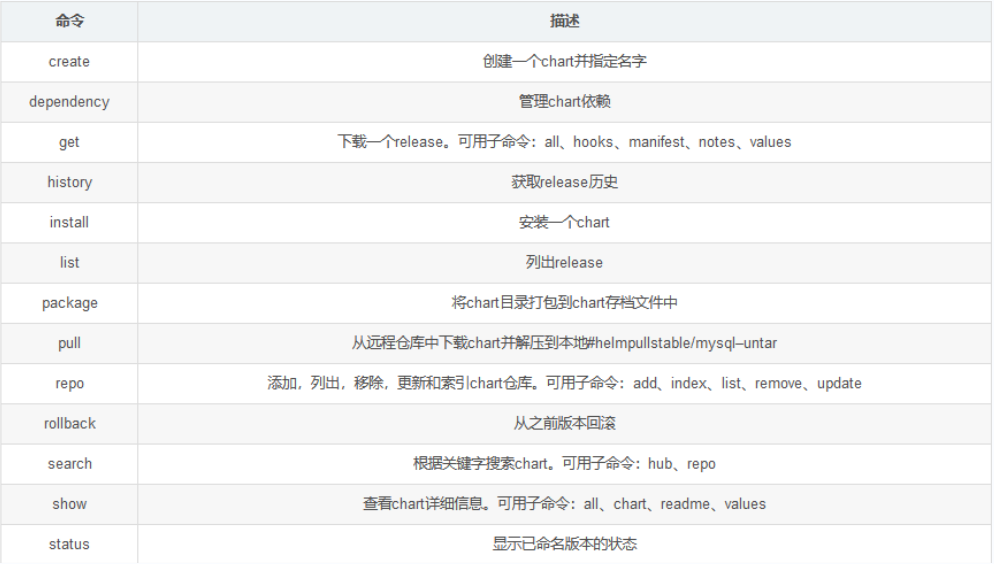 命令 描述
create 创建一个chart并指定名字
dependency 管理chart依赖
get 下载一个release。可用子命令：all、hooks、manifest、notes、values
history 获取release历史
install 安装一个chart
list 列出release
package 将chart目录打包到chart存档文件中
pull 从远程仓库中下载chart并解压到本地#helmpullstable/mysql–untar
repo 添加，列出，移除，更新和索引chart仓库。可用子命令：add、index、list、remove、update
rollback 从之前版本回滚
search 根据关键字搜索chart。可用子命令：hub、repo
show 查看chart详细信息。可用子命令：all、chart、readme、values
status 显示已命名版本的状态